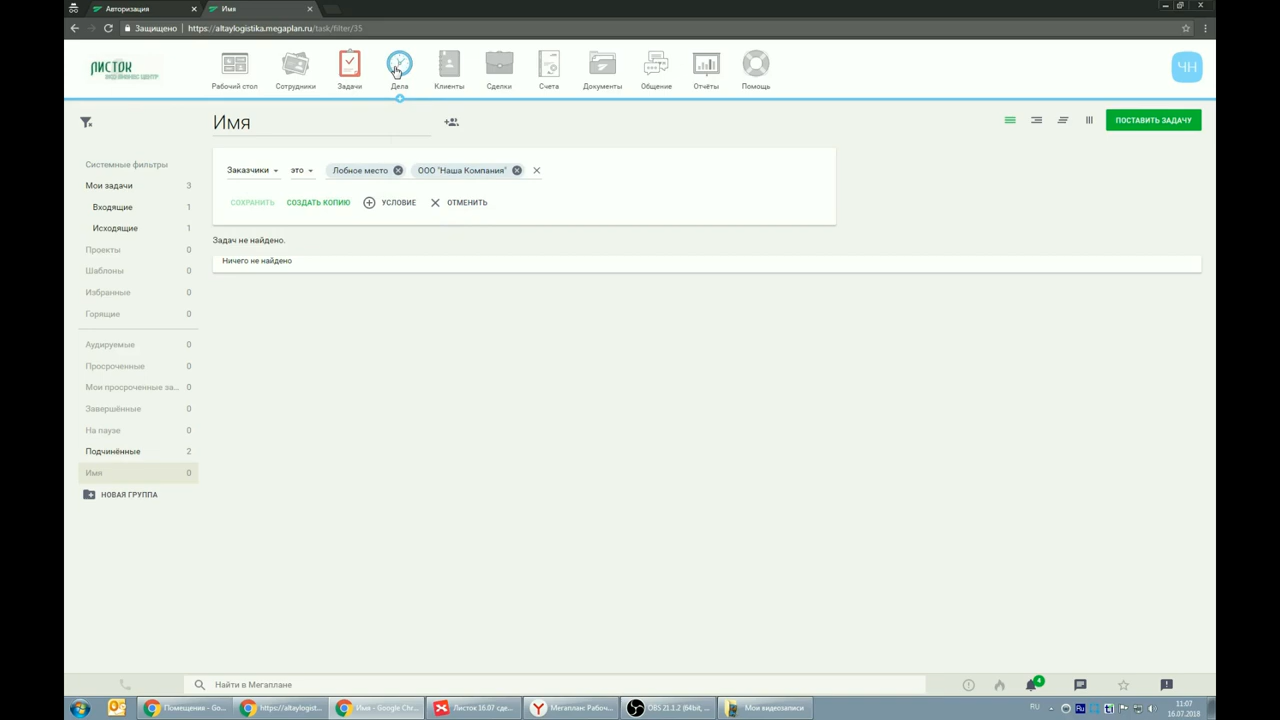 Авторизация
Имя
Защищено
https://altaylogistika.megaplan.ru/task/filter/35
ЛИСТОК
Рабочий стол
Сотрудники
Задачи
Дела
Клиенты
Сделки
Счета
Документы
Общение
Отчёты
Помощь
ЧН
Имя
ПОСТАВИТЬ ЗАДАЧУ
Системные фильтры
Мои задачи 3
Входящие 1
Исходящие 1
Проекты 0
Шаблоны 0
Избранные 0
Горящие 0
Аудируемые 0
Просроченные 0
Мои просроченные за... 0
Завершённые 0
На паузе 0
Подчинённые 2
Имя 0
НОВАЯ ГРУППА
Заказчики это Лобное место ООО "Наша Компания"
СОХРАНИТЬ СОЗДАТЬ КОПИЮ УСЛОВИЕ ОТМЕНИТЬ
Задач не найдено.
Ничего не найдено
Найти в Мегаплане
4
Помещения - Go...
https://altaylogist...
Имя - Google Chr...
Листок 16.07 сде...
Мегаплан Рабоч...
OBS 21.1.2 (64bit, ...
Мои видеозаписи
RU
11:07
16.07.2018